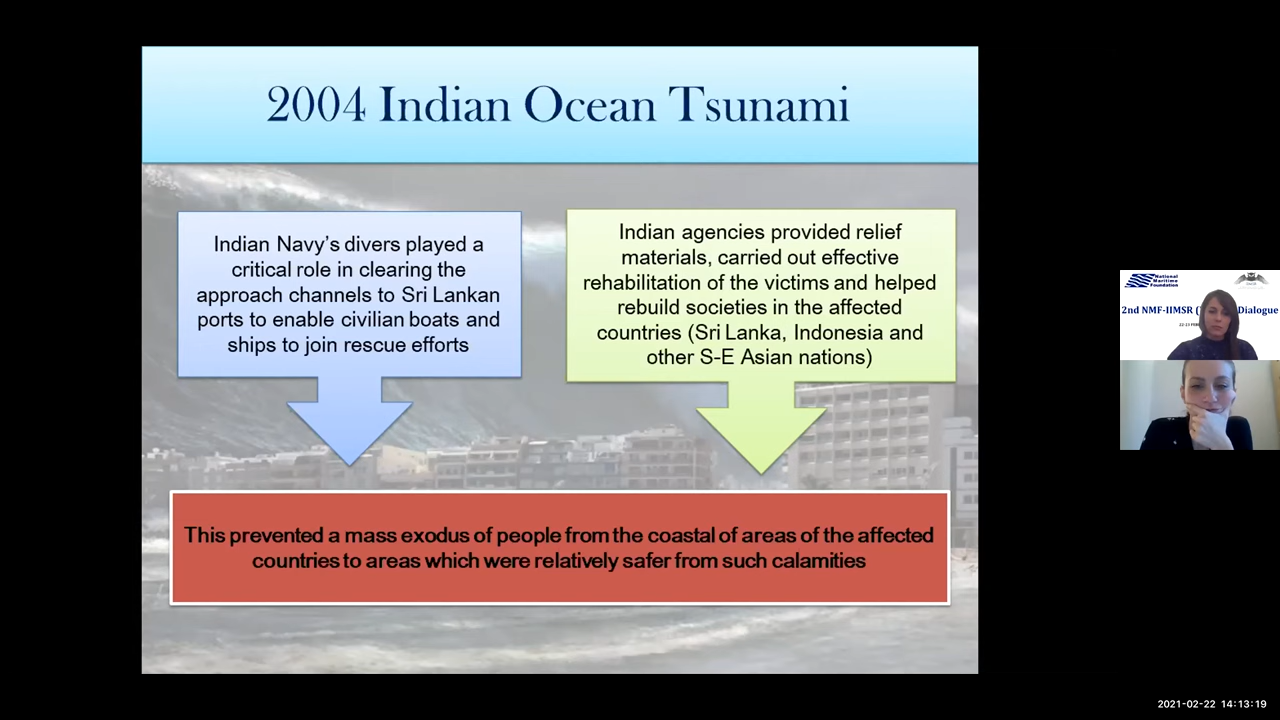 2004 Indian Ocean Tsunami
Indian Navy’s divers played a
critical role in clearing the
approach channels to Sri Lankan
ports to enable civilian boats and
ships to join rescue efforts
Indian agencies provided relief
materials, carried out effective
rehabilitation of the victims and helped
rebuild societies in the affected
countries (Sri Lanka, Indonesia and
other S-E Asian nations)
This prevented a mass exodus of people from the coastal of areas of the affected
countries to areas which were relatively safer from such calamities
National
Maritime
Foundation
2nd NMF-IIMSR ( Dialogue
2021-02-22 14:13:19